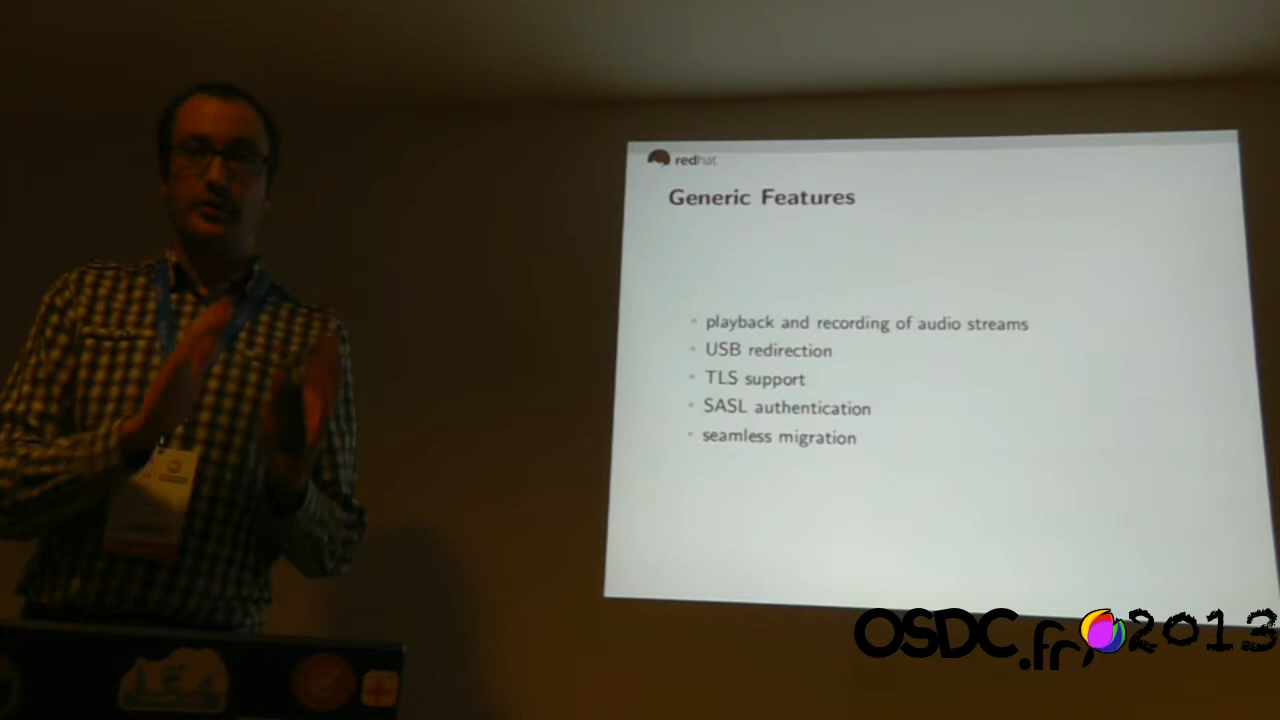 redhat
Generic Features
playback and recording of audio streams
USB redirection
TLS support
SASL authentication
seamless migration
OSDC.fr 2013